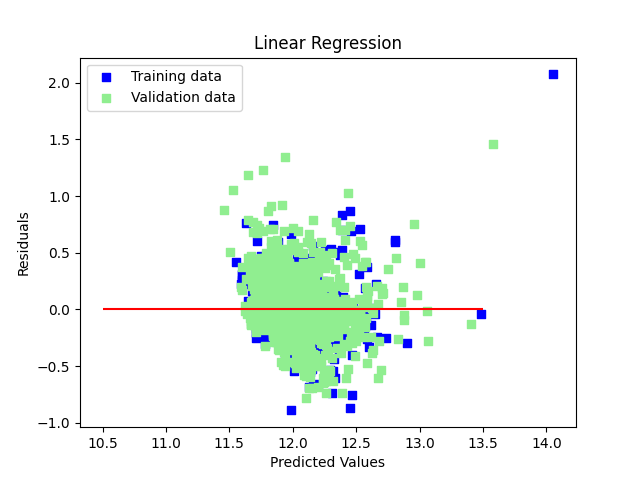 Linear Regression
Training data
Validation data
2.0
1.5
1.0
0.5
0.0
−0.5
−1.0
Residuals
10.5 11.0 11.5 12.0 12.5 13.0 13.5 14.0
Predicted Values